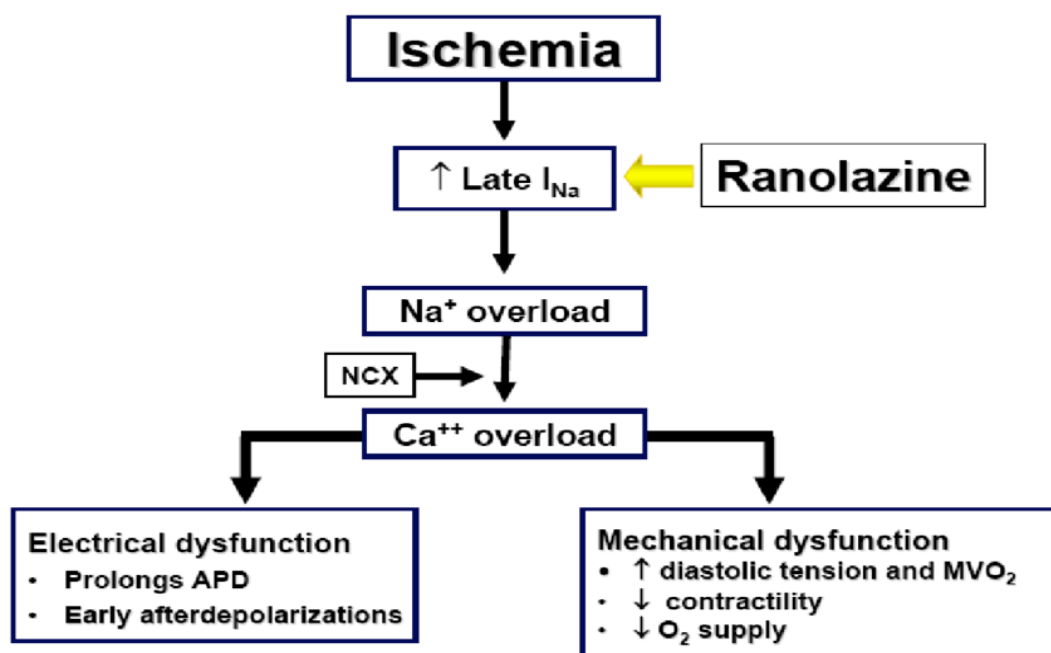 Ischemia
↑ Late I_Na
Ranolazine
Na⁺ overload
NCX
Ca⁺⁺ overload
Electrical dysfunction
• Prolongs APD
• Early afterdepolarizations
Mechanical dysfunction
• ↑ diastolic tension and MVO₂
• ↓ contractility
• ↓ O₂ supply